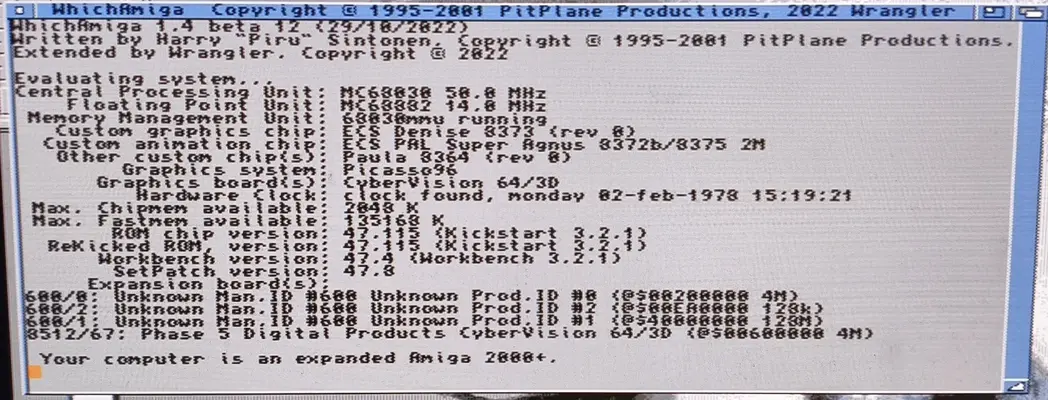 WhichAmiga Copyright © 1995-2001 PitPlane Productions, 2022 Wrangler
WhichAmiga 1.4 beta 12 (29/10/2022)
Written by Harry "Piru" Sintonen. Copyright © 1995-2001 PitPlane Productions.
Extended by Wrangler. Copyright © 2022
Evaluating system...
Central Processing Unit: MC68030 50.0 MHz
Floating Point Unit: MC68882 14.0 MHz
Memory Management Unit: 68030mmu running
Custom graphics chip: ECS Denise 8373 (rev 0)
Custom animation chip: ECS PAL Super Agnus 8372b/8375 2M
Other custom chip(s): Paula 8364 (rev 0)
Graphics system: Picasso96
Graphics board(s): CyberVision 64/3D
Hardware Clock: clock found, monday 02-feb-1978 15:19:21
Max. Chipmem available: 2048 K
Max. Fastmem available: 135168 K
ROM chip version: 47.115 (Kickstart 3.2.1)
ReKicked ROM, version: 47.115 (Kickstart 3.2.1)
Workbench version: 47.4 (Workbench 3.2.1)
SetPatch version: 47.8
Expansion board(s):
600/0: Unknown Man.ID #600 Unknown Prod.ID #0 (@$00200000 4M)
600/2: Unknown Man.ID #600 Unknown Prod.ID #2 (@$00EA0000 128k)
600/1: Unknown Man.ID #600 Unknown Prod.ID #1 (@$40000000 128M)
8512/67: Phase 5 Digital Products CyberVision 64/3D (@$00600000 4M)
Your computer is an expanded Amiga 2000+.